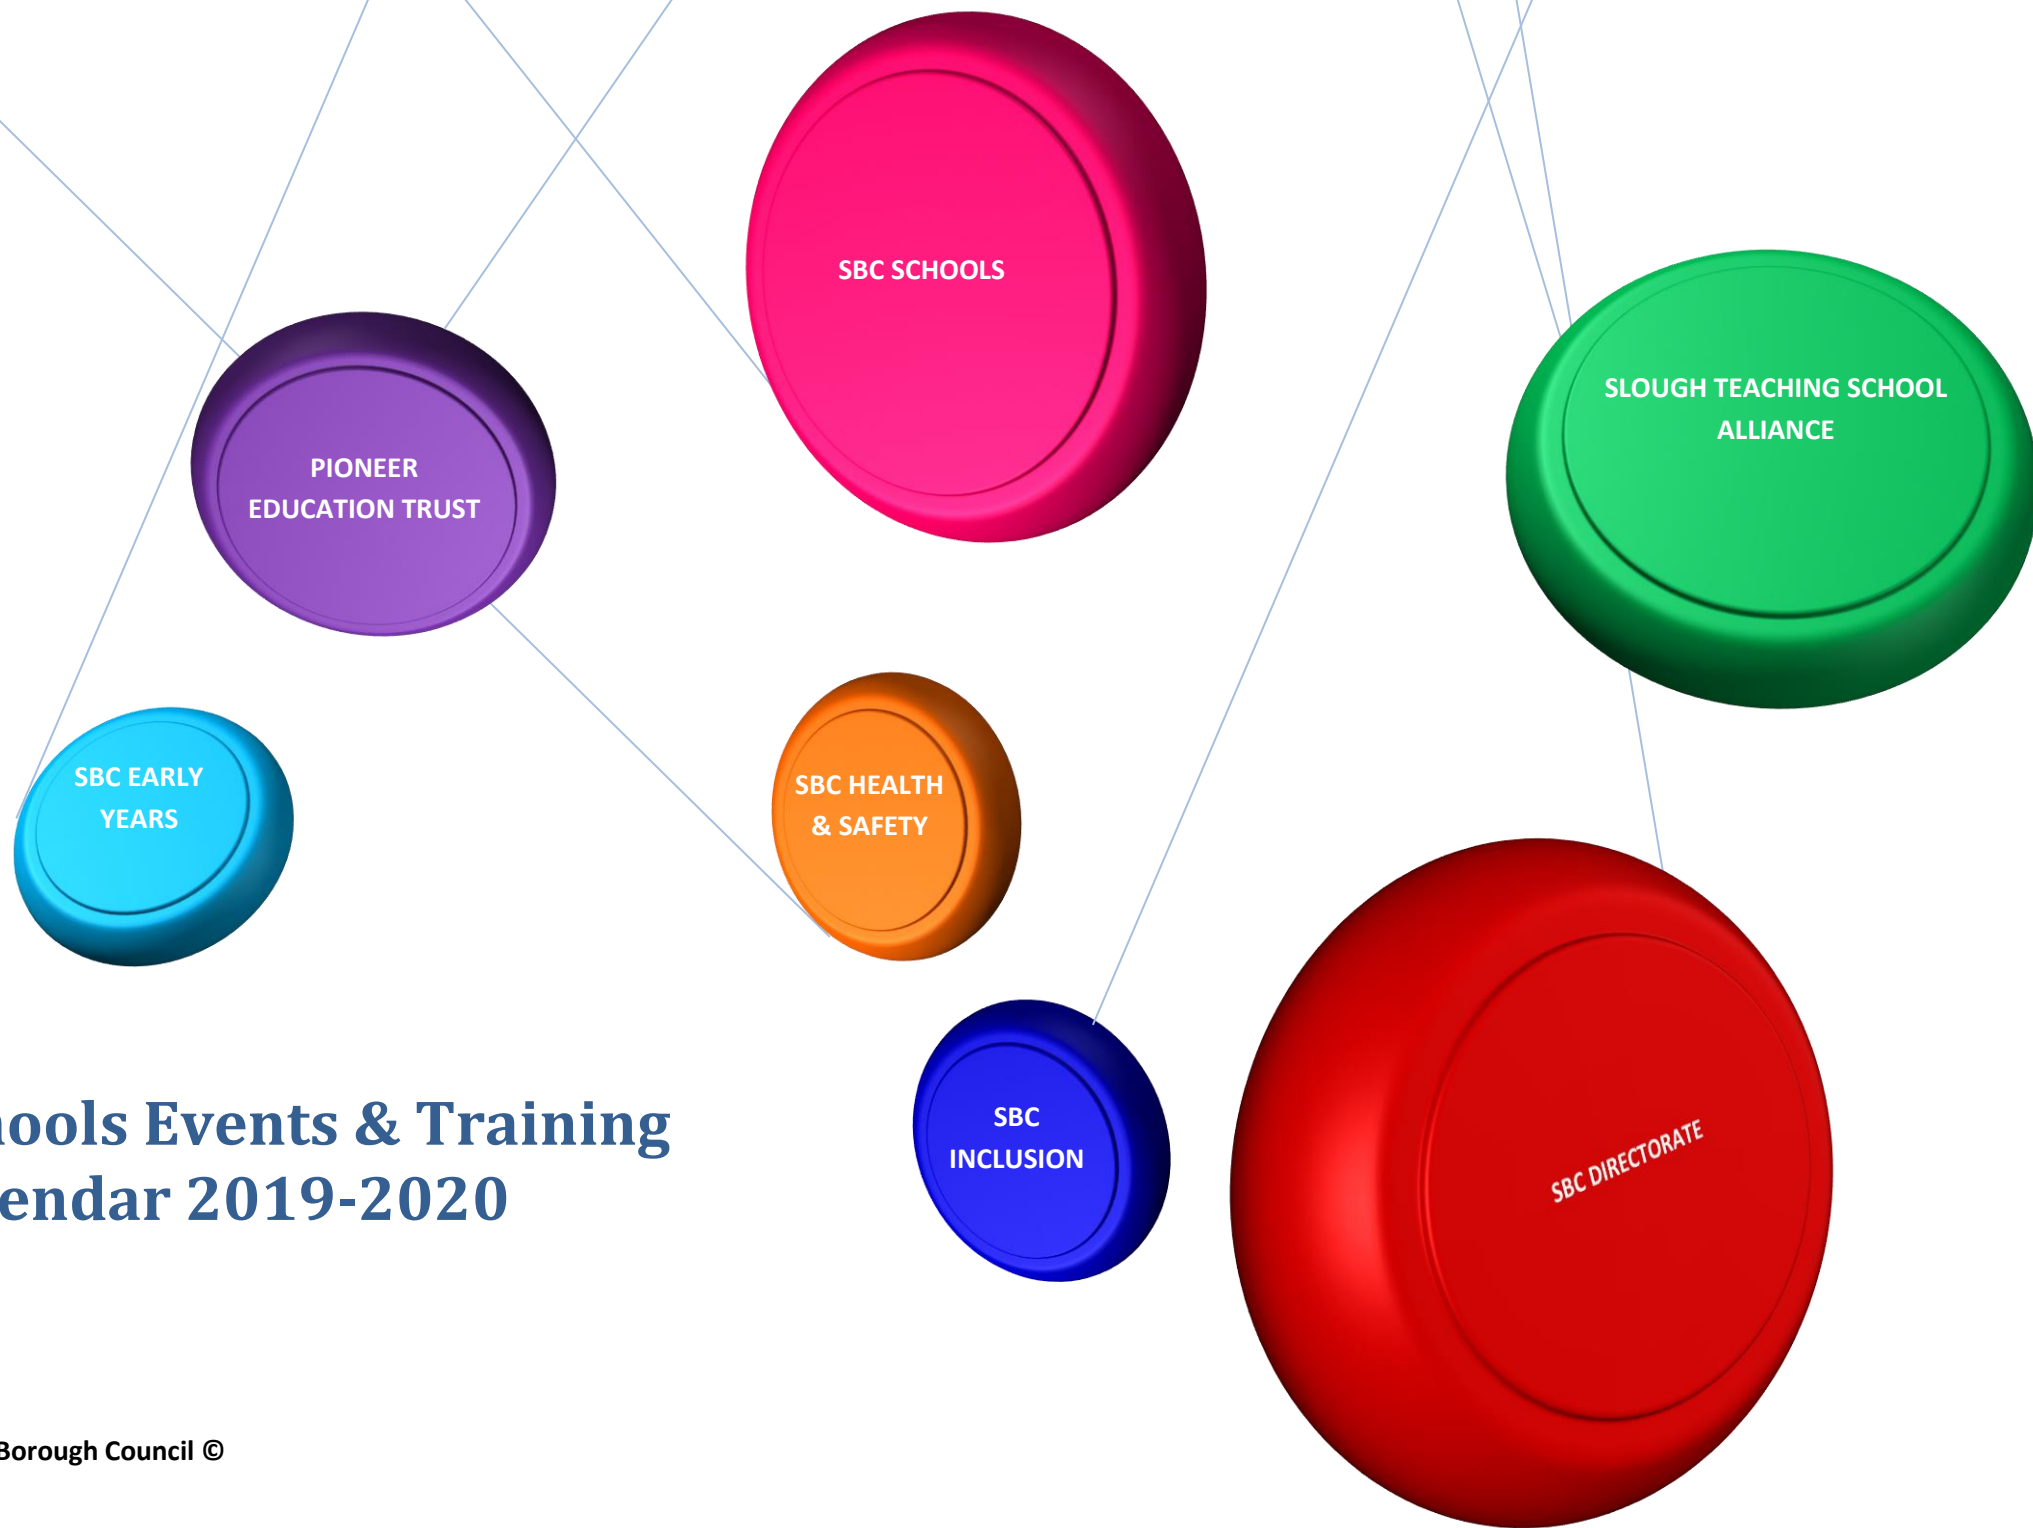 SBC SCHOOLS
SLOUGH TEACHING SCHOOL
ALLIANCE
PIONEER
EDUCATION TRUST
SBC EARLY
YEARS
SBC HEALTH
& SAFETY
SBC
INCLUSION
SBC DIRECTORATE
hools Events & Training
endar 2019-2020
Borough Council ©